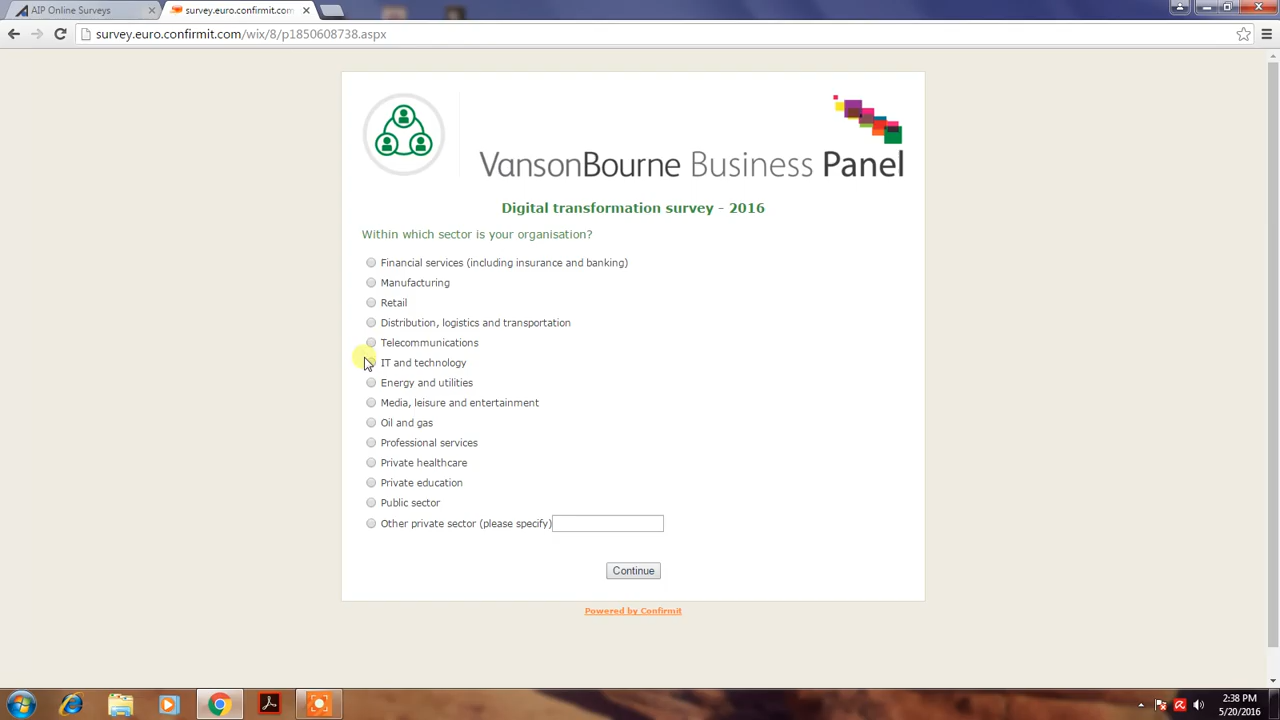 AIP Online Surveys
survey.euro.confirmit.com
survey.euro.confirmit.com/wix/8/p1850608738.aspx
VansonBourne Business Panel
Digital transformation survey - 2016
Within which sector is your organisation?
Financial services (including insurance and banking)
Manufacturing
Retail
Distribution, logistics and transportation
Telecommunications
IT and technology
Energy and utilities
Media, leisure and entertainment
Oil and gas
Professional services
Private healthcare
Private education
Public sector
Other private sector (please specify)
Continue
Powered by Confirmit
2:38 PM
5/20/2016